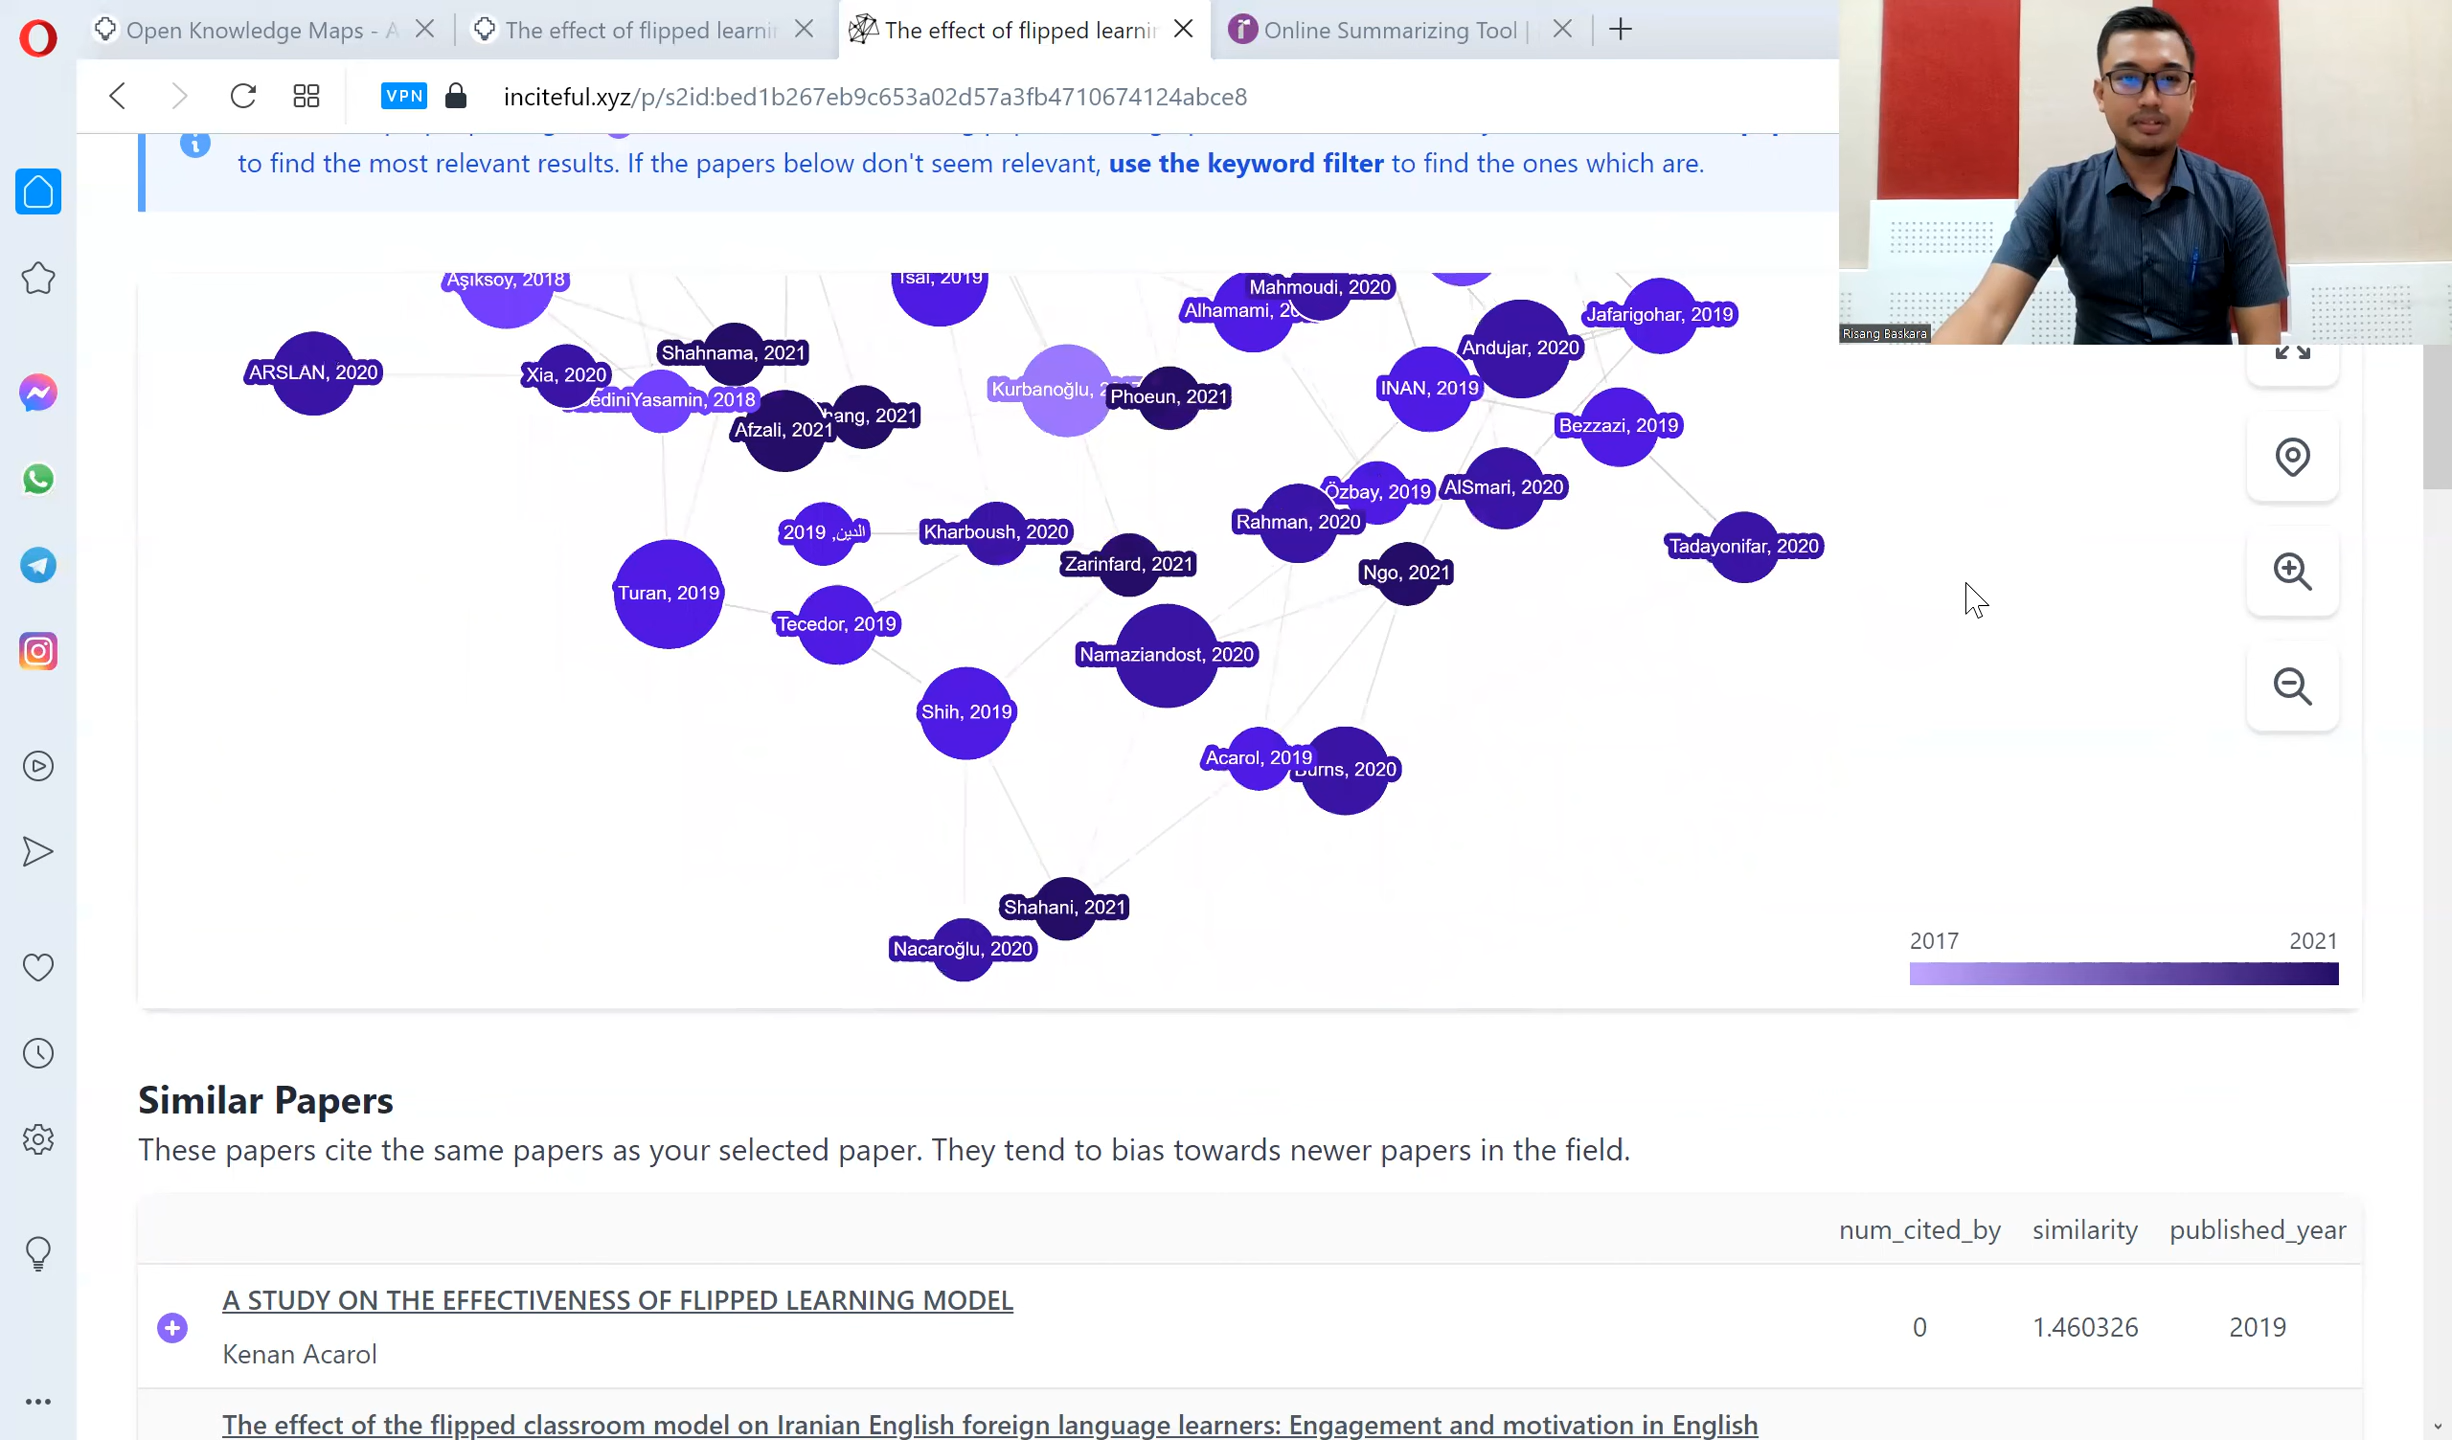 Open Knowledge Maps - A
The effect of flipped learnin
The effect of flipped learnin
Online Summarizing Tool |
VPN
inciteful.xyz/p/s2id:bed1b267eb9c653a02d57a3fb4710674124abce8
to find the most relevant results. If the papers below don't seem relevant, use the keyword filter to find the ones which are.
Risang Baskara
Aşıksoy, 2018
Tsai, 2019
Mahmoudi, 2020
Alhamami, 20
Jafarigohar, 2019
Andujar, 2020
Shahnama, 2021
ARSLAN, 2020
Xia, 2020
ediniYasamin, 2018
Kurbanoğlu, 2
Phoeun, 2021
INAN, 2019
hang, 2021
Afzali, 2021
Bezzazi, 2019
Özbay, 2019
AlSmari, 2020
Rahman, 2020
الدين, 2019
Kharboush, 2020
Zarinfard, 2021
Ngo, 2021
Tadayonifar, 2020
Turan, 2019
Tecedor, 2019
Namaziandost, 2020
Shih, 2019
Acarol, 2019
Burns, 2020
Shahani, 2021
Nacaroğlu, 2020
2017
2021
Similar Papers
These papers cite the same papers as your selected paper. They tend to bias towards newer papers in the field.
num_cited_by similarity published_year
A STUDY ON THE EFFECTIVENESS OF FLIPPED LEARNING MODEL
Kenan Acarol
0 1.460326 2019
The effect of the flipped classroom model on Iranian English foreign language learners: Engagement and motivation in English